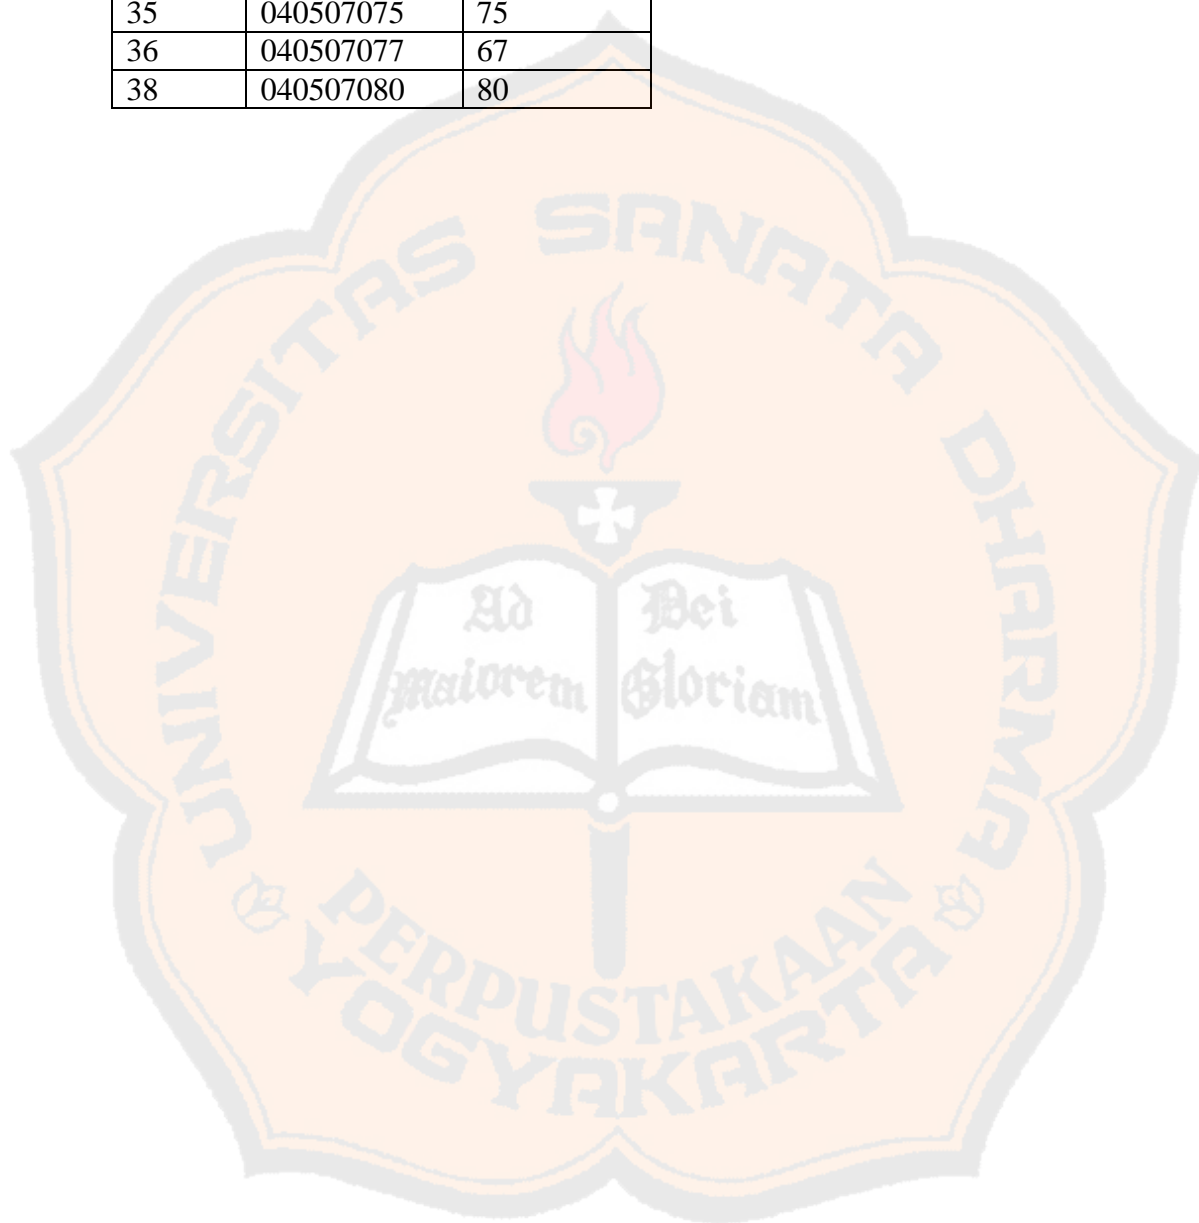 35 040507075 75
36 040507077 67
38 040507080 80
UNIVERSITAS SANATA DHARMA
Ad Dei
Maiorem Gloriam
PERPUSTAKAAN
YOGYAKARTA